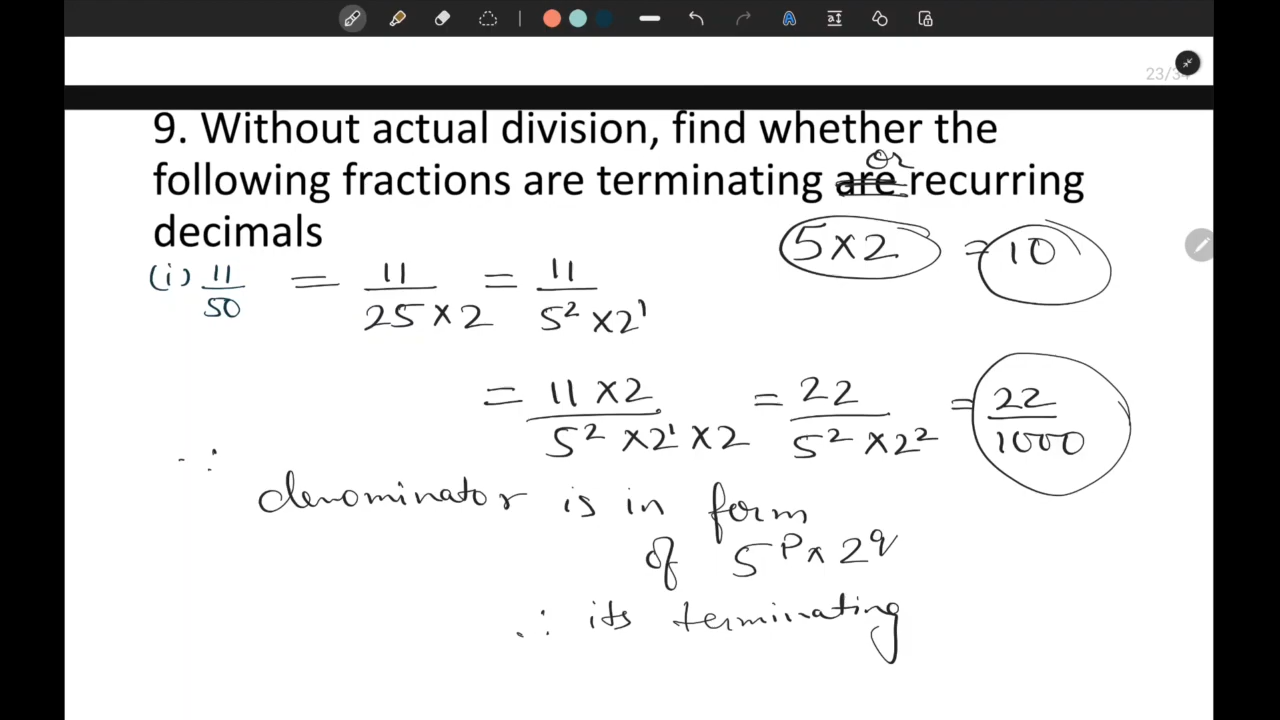 23/34
9. Without actual division, find whether the
or
following fractions are terminating are recurring
decimals
5 × 2 = 10
(i) 11/50 = 11/25 × 2 = 11/5² × 2¹
= 11 × 2/5² × 2¹ × 2 = 22/5² × 2² = 22/1000
∵
denominator is in form
of 5ᵖ × 2^q
∴ its terminating